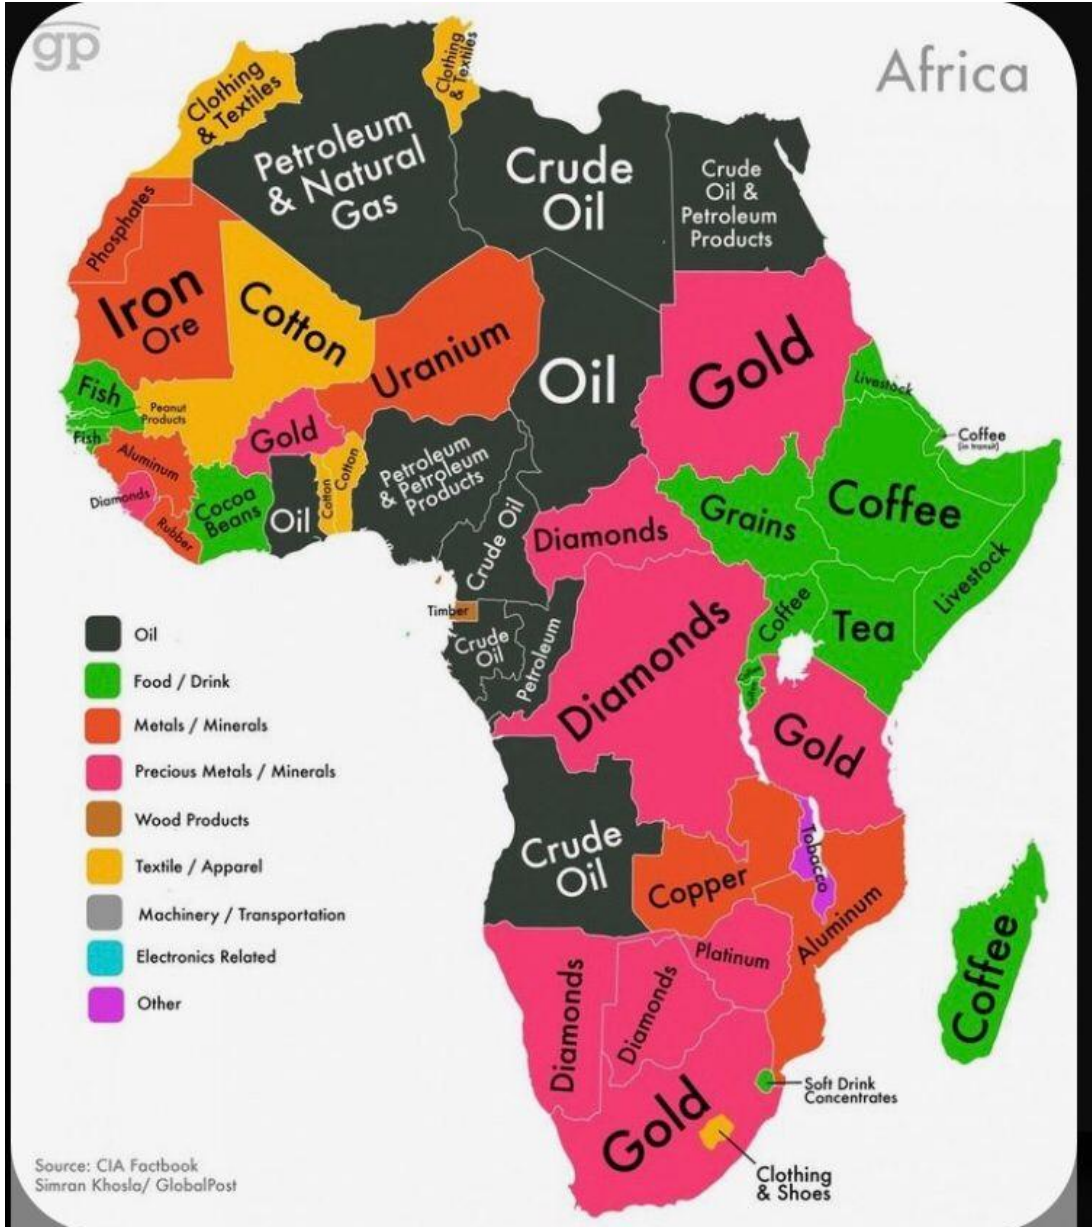 gp
Africa
Clothing
& Textiles
Clothing
& Textiles
Petroleum
& Natural
Gas
Crude
Oil
Crude
Oil &
Petroleum
Products
Phosphates
Iron
Ore
Cotton
Uranium
Oil
Gold
Livestock
Coffee
(in transit)
Fish
Peanut
Products
Fish
Gold
Petroleum
& Petroleum
Products
Aluminum
Diamonds
Rubber
Cocoa
Beans
Oil
Cotton
Cotton
Crude Oil
Diamonds
Grains
Coffee
Livestock
Timber
Crude
Oil
Petroleum
Diamonds
Coffee
Tea
Gold
Oil
Food / Drink
Metals / Minerals
Precious Metals / Minerals
Wood Products
Textile / Apparel
Machinery / Transportation
Electronics Related
Other
Crude
Oil
Copper
Tobacco
Aluminum
Platinum
Diamonds
Diamonds
Coffee
Gold
Soft Drink
Concentrates
Clothing
& Shoes
Source: CIA Factbook
Simran Khosla/ GlobalPost